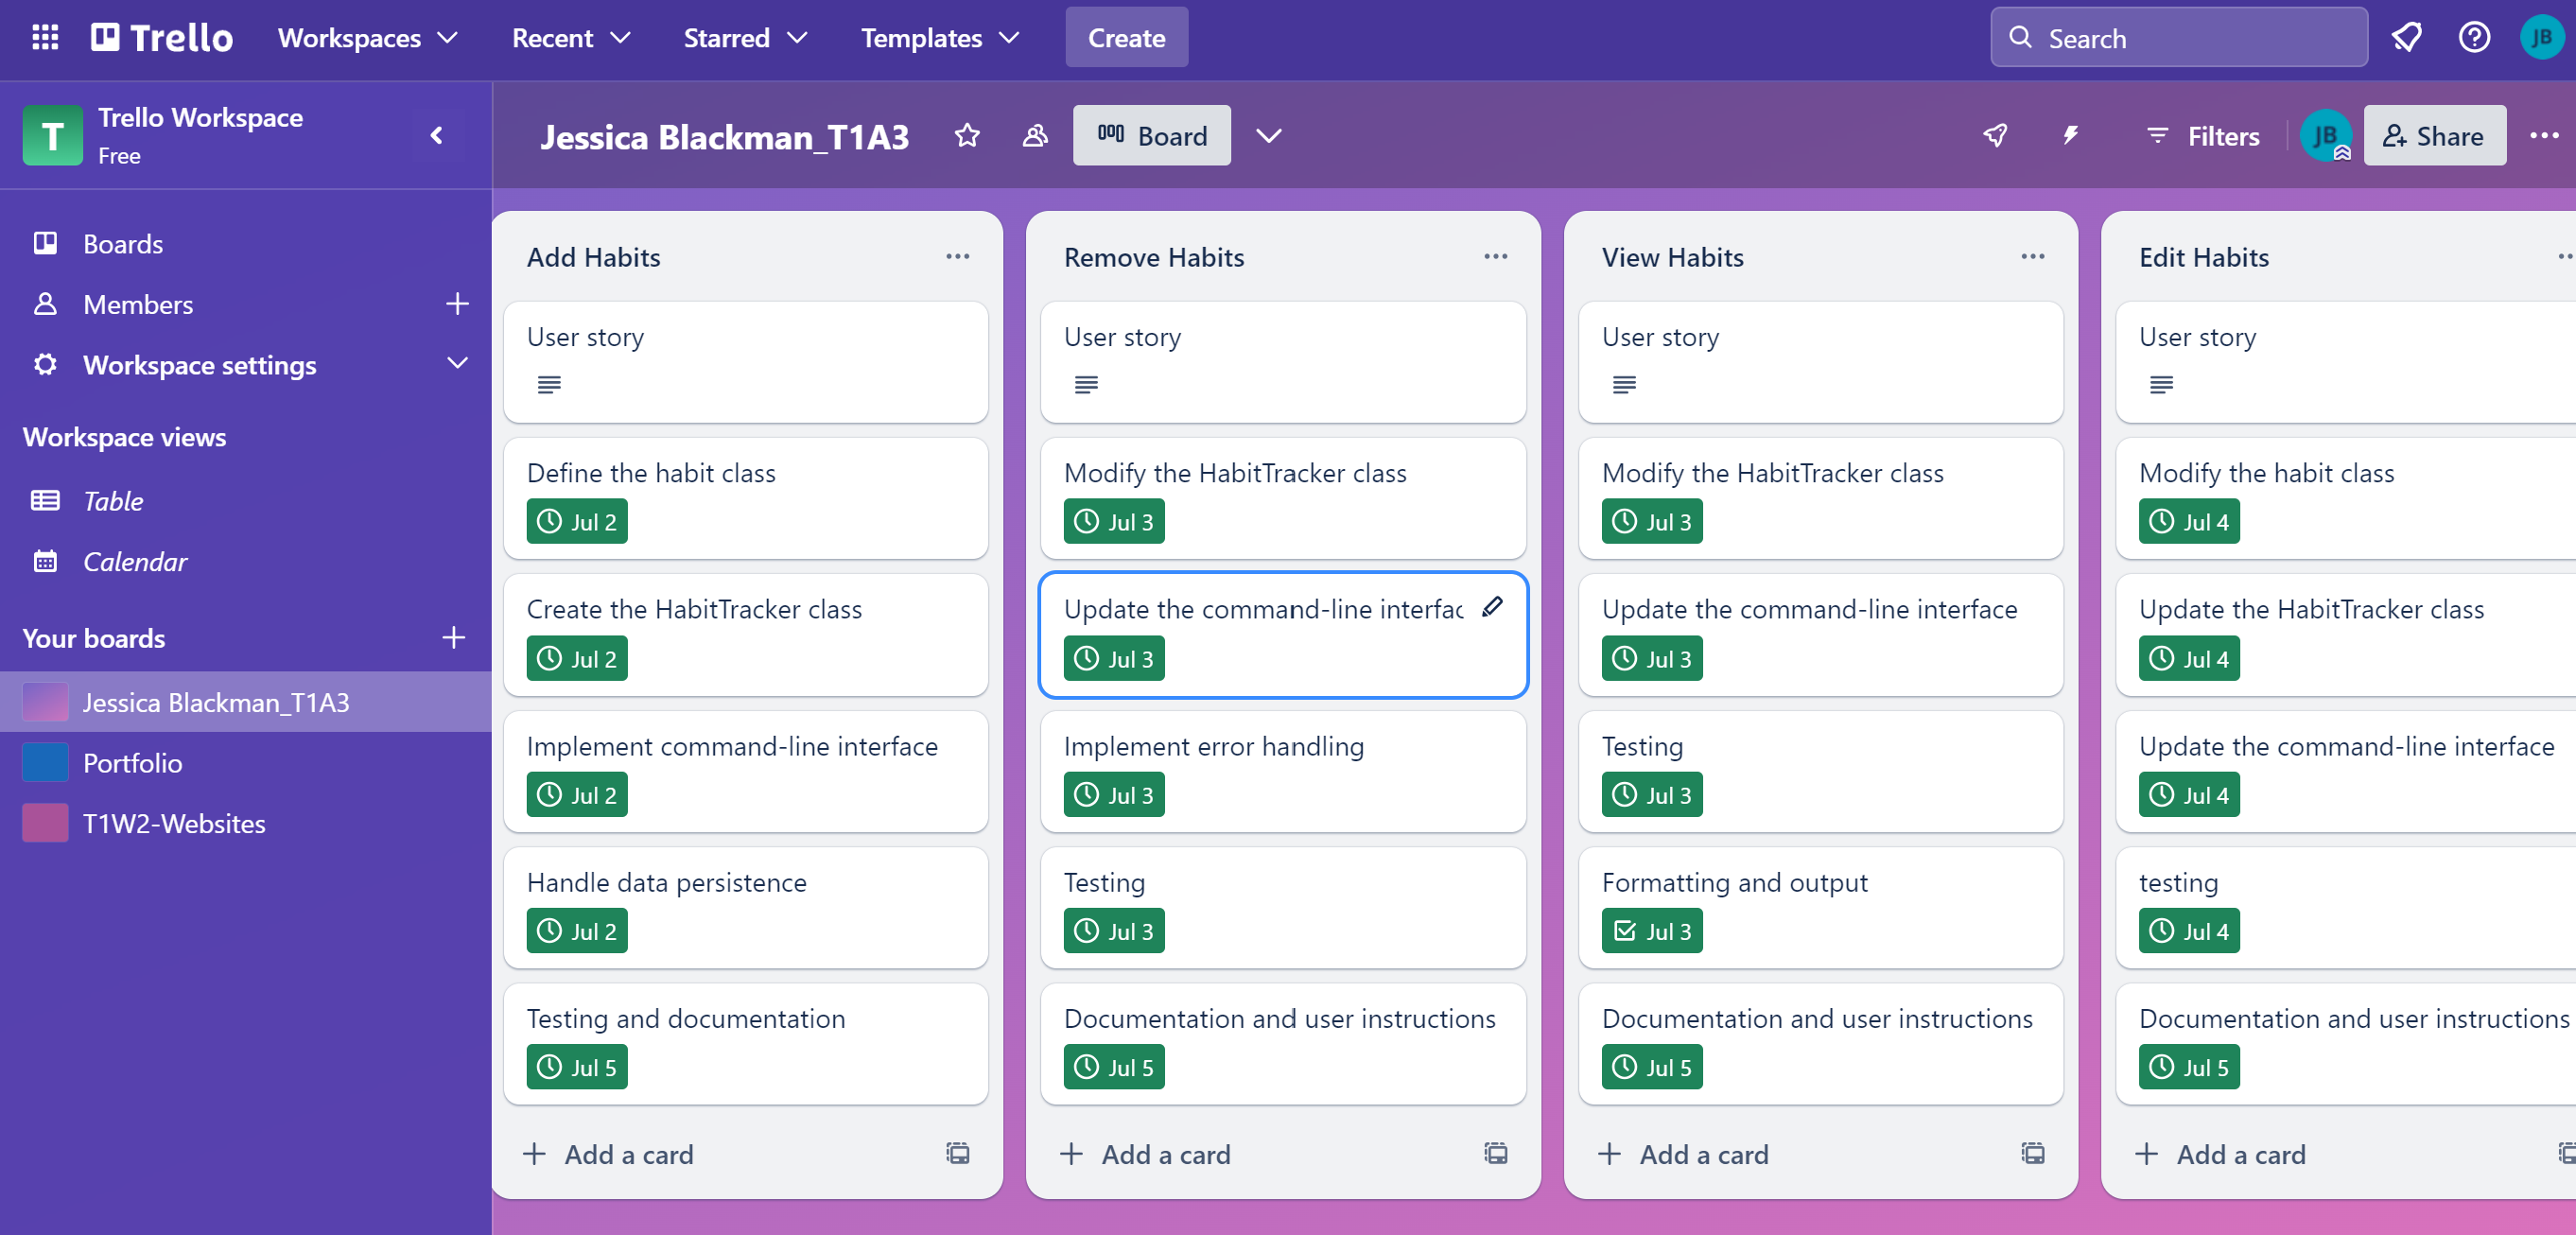 Trello Workspaces Recent Starred Templates Create Search JB
T Trello Workspace
Free
Boards
Members
Workspace settings
Workspace views
Table
Calendar
Your boards
Jessica Blackman_T1A3
Portfolio
T1W2-Websites
Jessica Blackman_T1A3 Board Filters JB Share
Add Habits
User story
Define the habit class
Jul 2
Create the HabitTracker class
Jul 2
Implement command-line interface
Jul 2
Handle data persistence
Jul 2
Testing and documentation
Jul 5
Add a card
Remove Habits
User story
Modify the HabitTracker class
Jul 3
Update the command-line interfac
Jul 3
Implement error handling
Jul 3
Testing
Jul 3
Documentation and user instructions
Jul 5
Add a card
View Habits
User story
Modify the HabitTracker class
Jul 3
Update the command-line interface
Jul 3
Testing
Jul 3
Formatting and output
Jul 3
Documentation and user instructions
Jul 5
Add a card
Edit Habits
User story
Modify the habit class
Jul 4
Update the HabitTracker class
Jul 4
Update the command-line interface
Jul 4
testing
Jul 4
Documentation and user instructions
Jul 5
Add a card